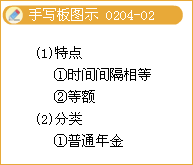 手写板图示 0204-02
(1)特点
①时间间隔相等
②等额
(2)分类
①普通年金